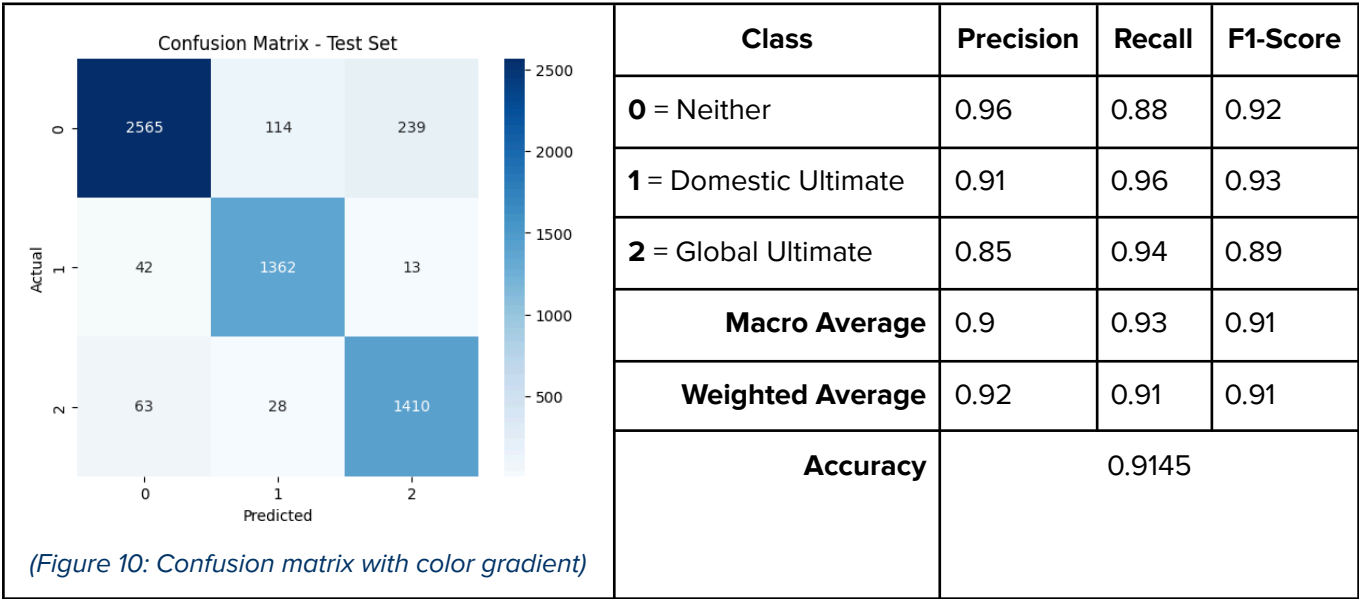 Confusion Matrix - Test Set
0 2565 114 239
1 42 1362 13
2 63 28 1410
Actual
0 1 2
Predicted
2500
2000
1500
1000
500
(Figure 10: Confusion matrix with color gradient)
Class Precision Recall F1-Score
0 = Neither 0.96 0.88 0.92
1 = Domestic Ultimate 0.91 0.96 0.93
2 = Global Ultimate 0.85 0.94 0.89
Macro Average 0.9 0.93 0.91
Weighted Average 0.92 0.91 0.91
Accuracy 0.9145